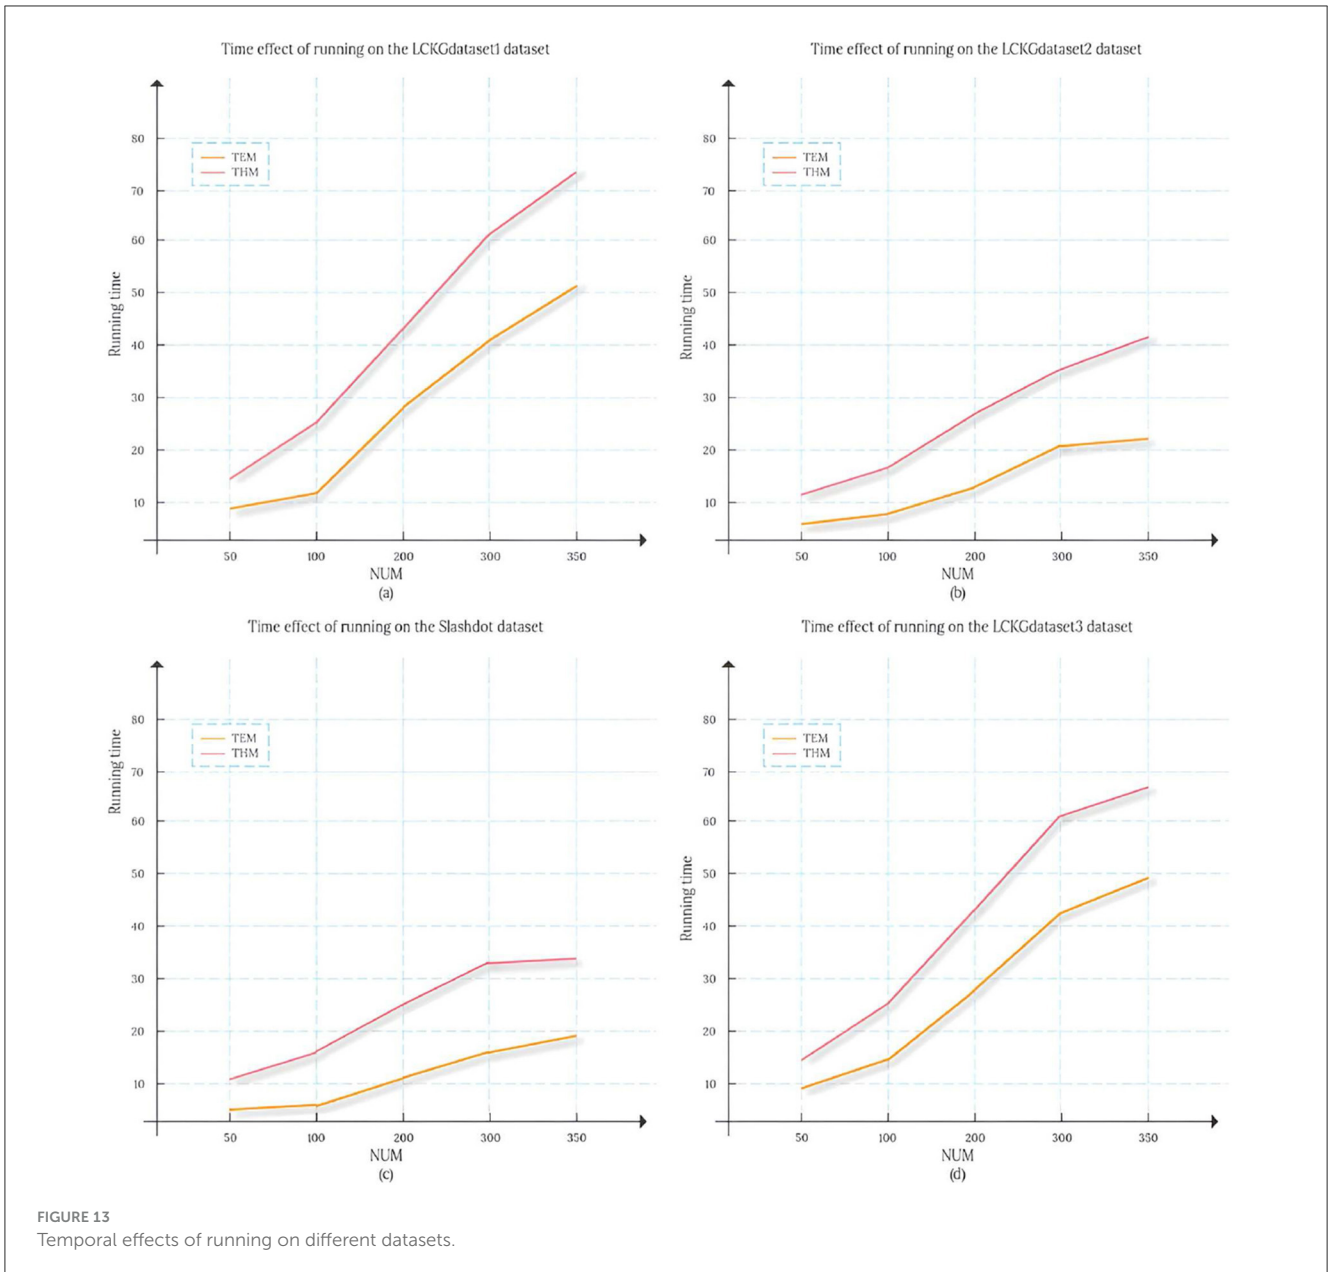 Time effect of running on the LCKGdataset1 dataset
80
70
60
50
40
30
20
10
Running time
TEM
THM
50 100 200 300 350
NUM
(a)
Time effect of running on the LCKGdataset2 dataset
80
70
60
50
40
30
20
10
Running time
TEM
THM
50 100 200 300 350
NUM
(b)
Time effect of running on the Slashdot dataset
80
70
60
50
40
30
20
10
Running time
TEM
THM
50 100 200 300 350
NUM
(c)
Time effect of running on the LCKGdataset3 dataset
80
70
60
50
40
30
20
10
Running time
TEM
THM
50 100 200 300 350
NUM
(d)
FIGURE 13
Temporal effects of running on different datasets.